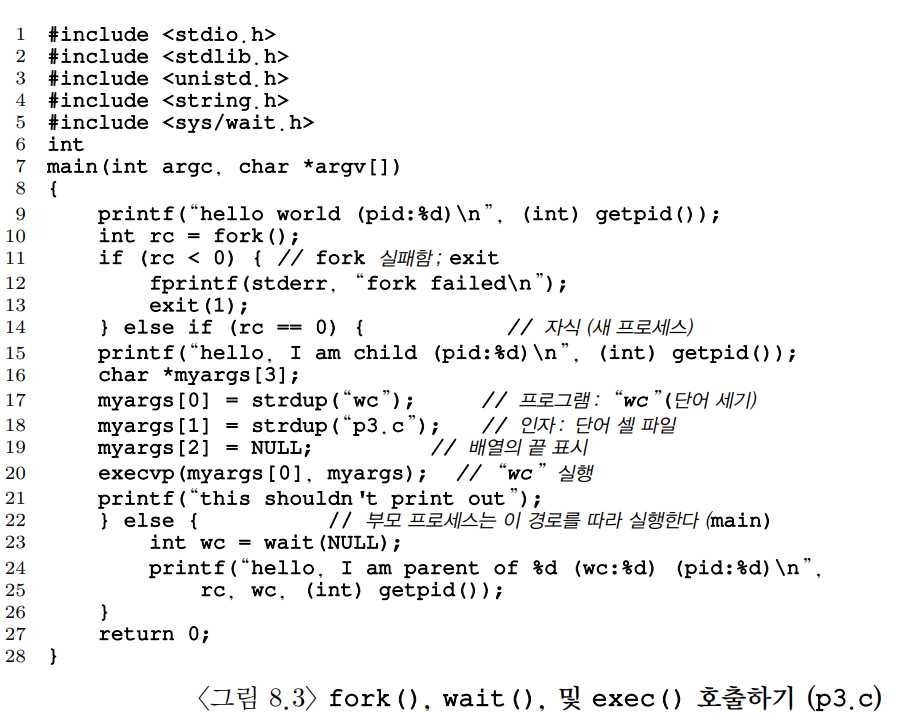 1 #include <stdio.h>
2 #include <stdlib.h>
3 #include <unistd.h>
4 #include <string.h>
5 #include <sys/wait.h>
6 int
7 main(int argc, char *argv[])
8 {
9 printf(“hello world (pid:%d)\n”, (int) getpid());
10 int rc = fork();
11 if (rc < 0) { // fork 실패함; exit
12 fprintf(stderr, “fork failed\n”);
13 exit(1);
14 } else if (rc == 0) { // 자식 (새 프로세스)
15 printf(“hello, I am child (pid:%d)\n”, (int) getpid());
16 char *myargs[3];
17 myargs[0] = strdup(“wc”); // 프로그램: “wc”(단어 세기)
18 myargs[1] = strdup(“p3.c”); // 인자: 단어 셀 파일
19 myargs[2] = NULL; // 배열의 끝 표시
20 execvp(myargs[0], myargs); // “wc” 실행
21 printf(“this shouldn't print out”);
22 } else { // 부모 프로세스는 이 경로를 따라 실행한다 (main)
23 int wc = wait(NULL);
24 printf(“hello, I am parent of %d (wc:%d) (pid:%d)\n”,
25 rc, wc, (int) getpid());
26 }
27 return 0;
28 }
〈그림 8.3〉 fork(), wait(), 및 exec() 호출하기 (p3.c)